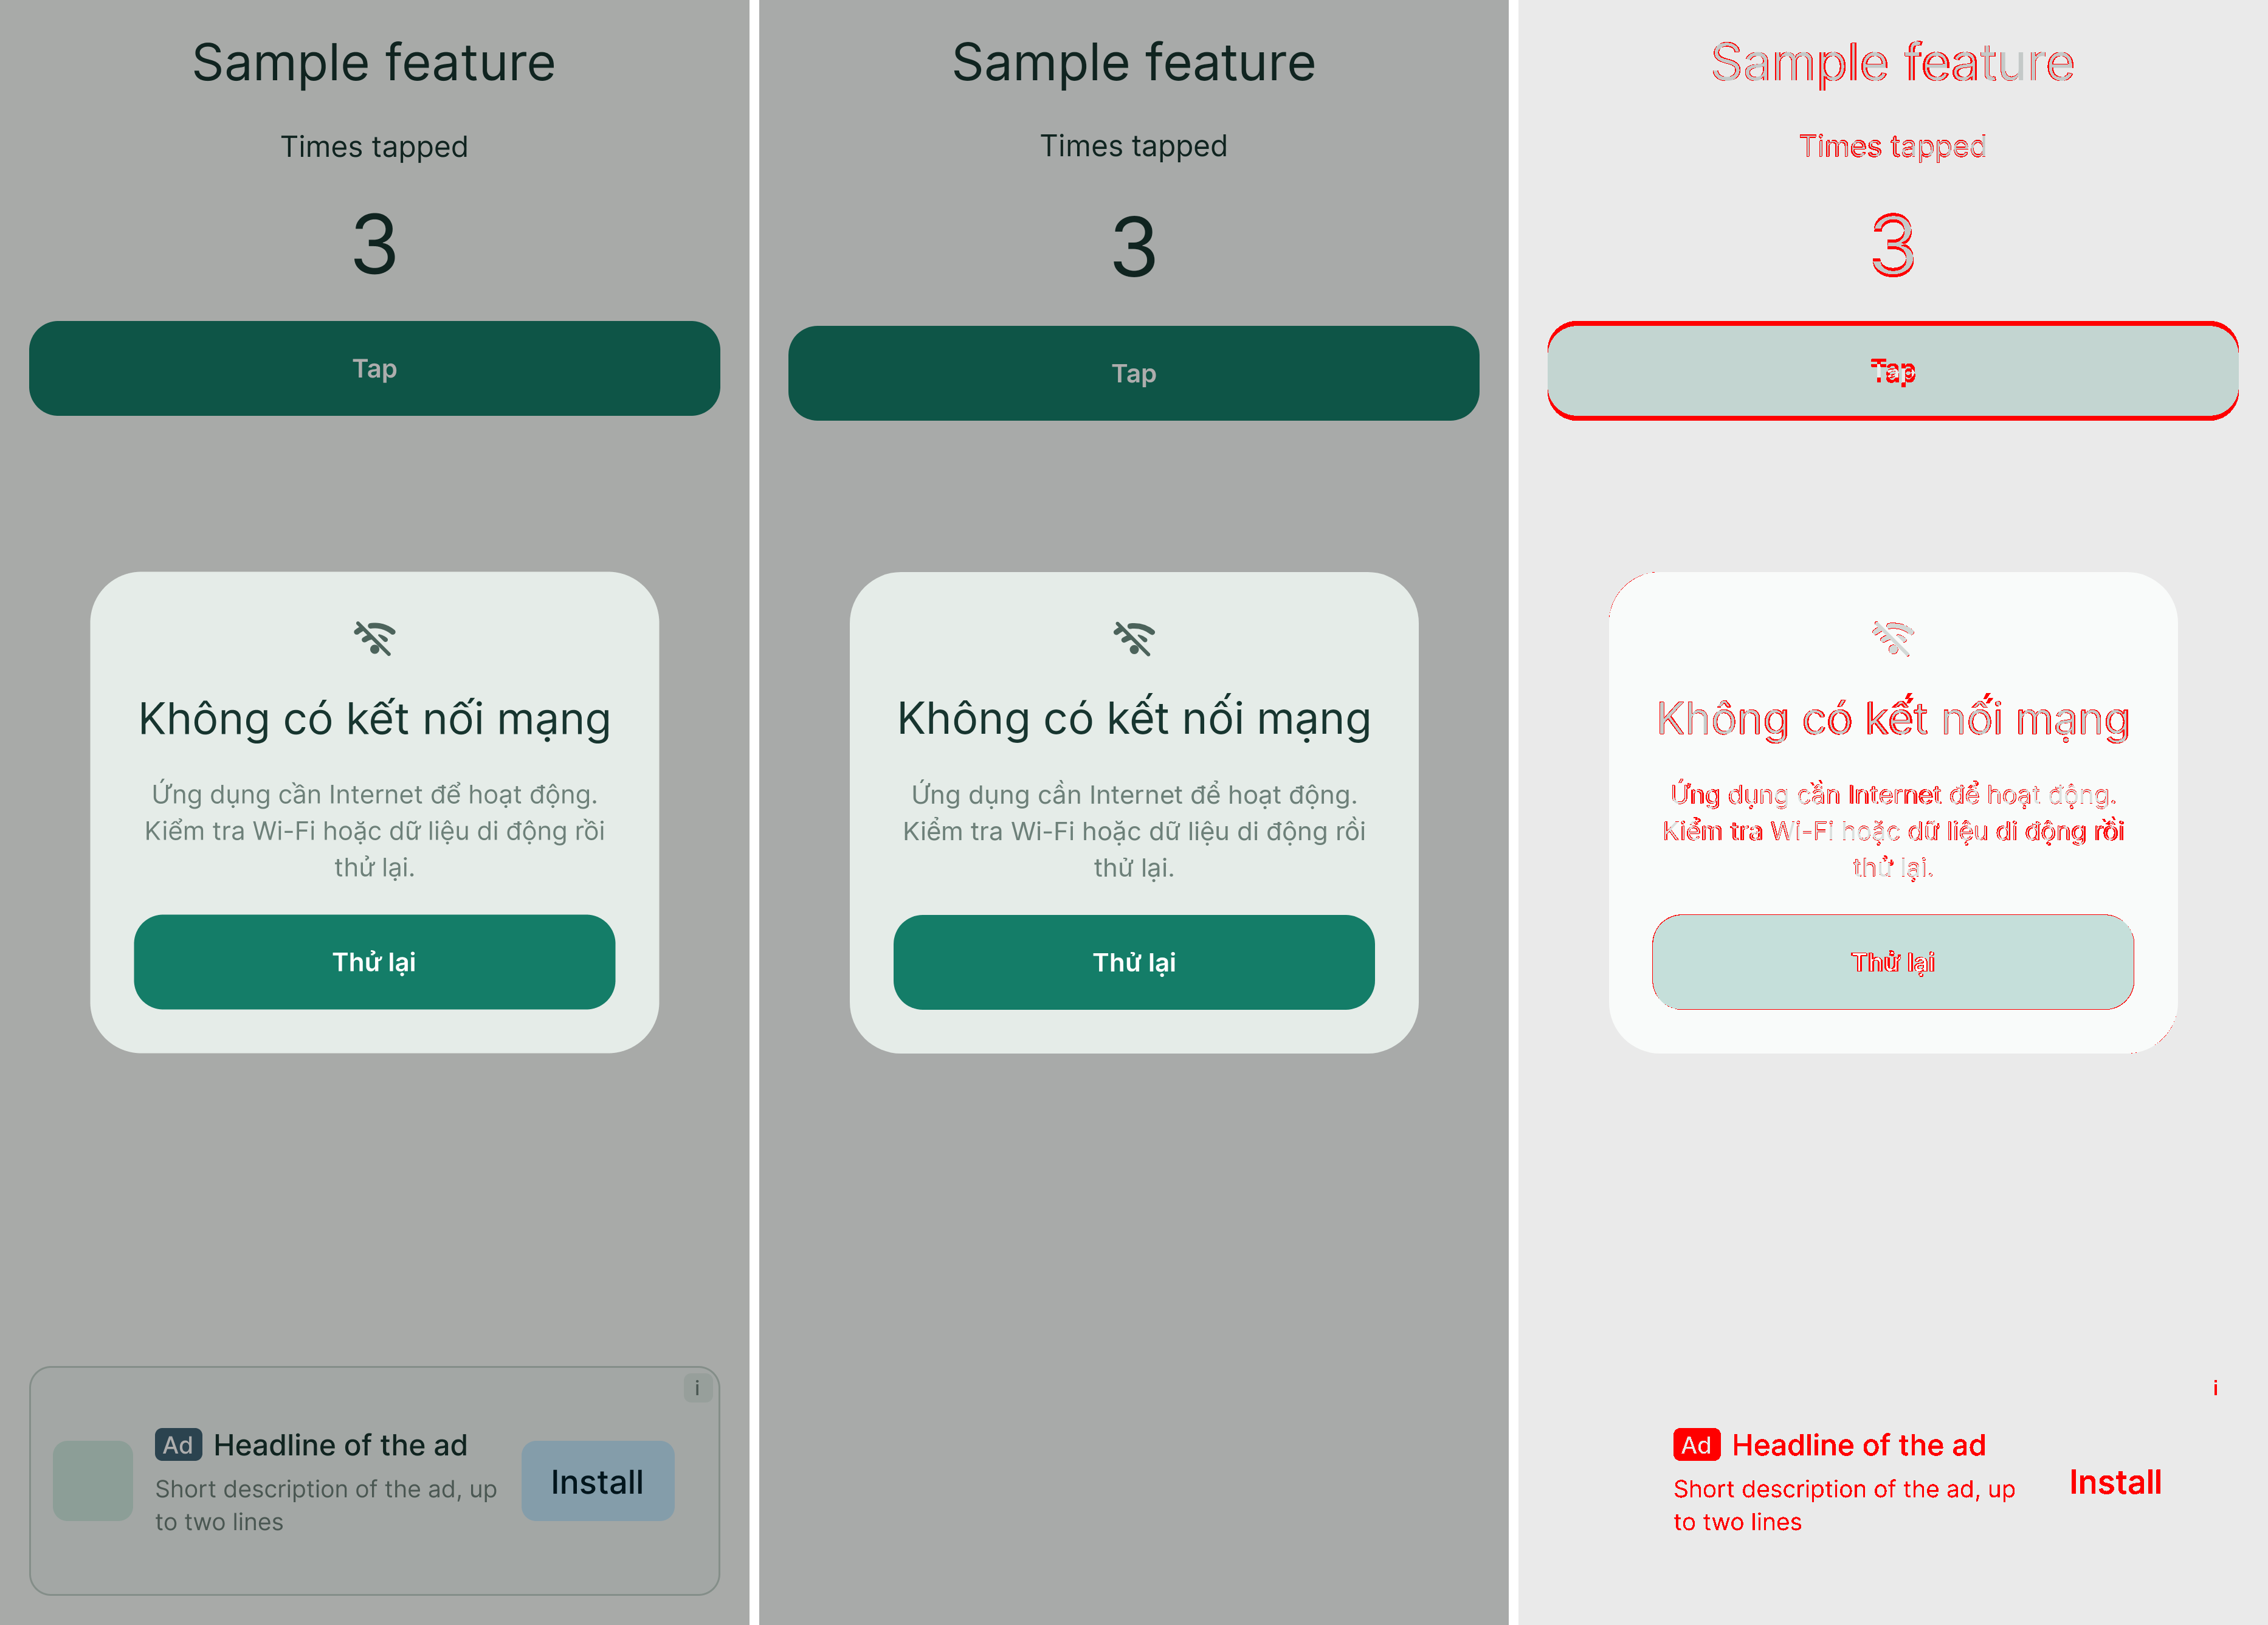 Sample feature
Times tapped
3
Tap
Không có kết nối mạng
Ứng dụng cần Internet để hoạt động.
Kiểm tra Wi-Fi hoặc dữ liệu di động rồi
thử lại.
Thử lại
i
Ad Headline of the ad
Short description of the ad, up
to two lines
Install
Sample feature
Times tapped
3
Tap
Không có kết nối mạng
Ứng dụng cần Internet để hoạt động.
Kiểm tra Wi-Fi hoặc dữ liệu di động rồi
thử lại.
Thử lại
Sample feature
Times tapped
3
Tap
Không có kết nối mạng
Ứng dụng cần Internet để hoạt động.
Kiểm tra Wi-Fi hoặc dữ liệu di động rồi
thử lại.
Thử lại
i
Ad Headline of the ad
Short description of the ad, up
to two lines
Install